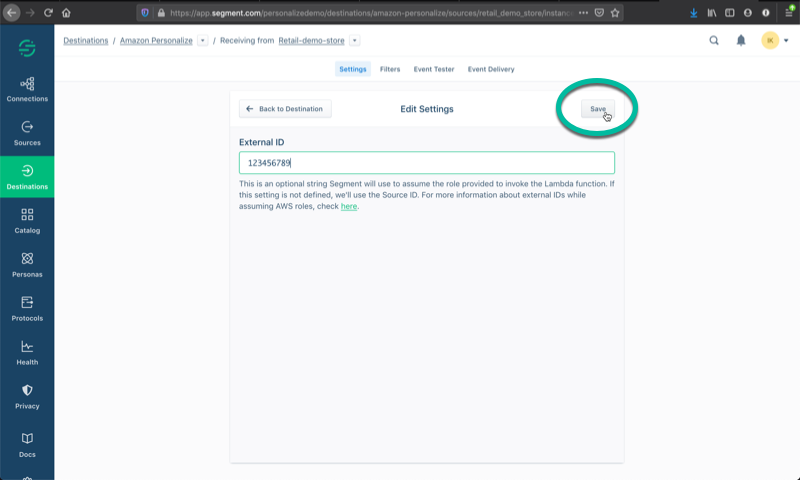 https://app.segment.com/personalizedemo/destinations/amazon-personalize/sources/retail_demo_store/instance
Destinations / Amazon Personalize / Receiving from Retail-demo-store
IK
Settings Filters Event Tester Event Delivery
Connections
Sources
Destinations
Catalog
Personas
Protocols
Health
Privacy
Docs
← Back to Destination
Edit Settings
Save
External ID
123456789
This is an optional string Segment will use to assume the role provided to invoke the Lambda function. If
this setting is not defined, we'll use the Source ID. For more information about external IDs while
assuming AWS roles, check here.